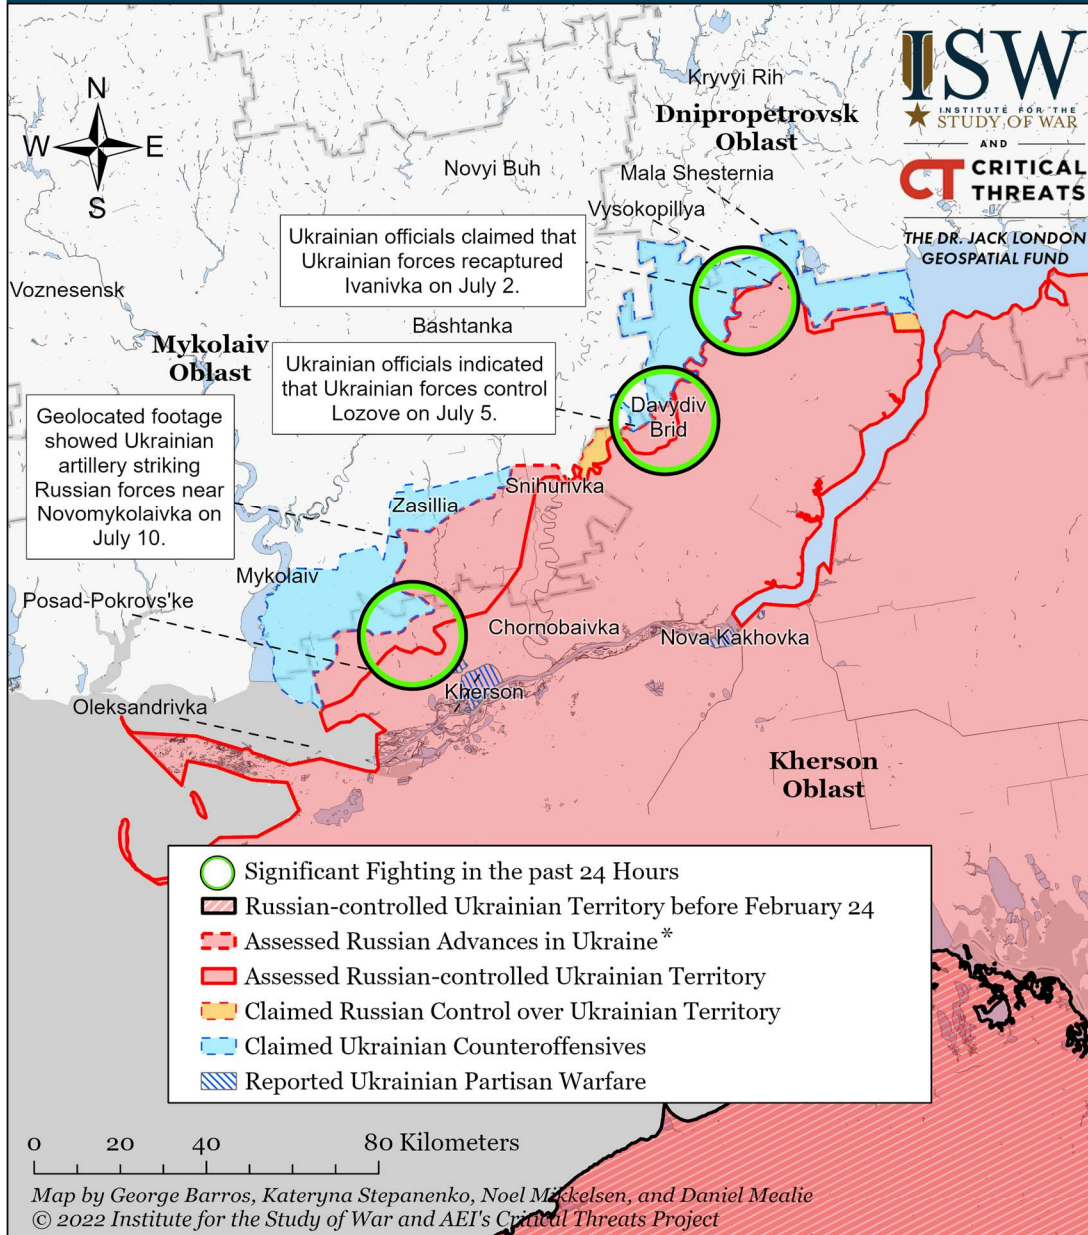 N
W
E
S
ISW
INSTITUTE FOR THE
STUDY OF WAR
AND
CT CRITICAL
THREATS
THE DR. JACK LONDON
GEOSPATIAL FUND
Kryvyi Rih
Dnipropetrovsk
Oblast
Novyi Buh
Mala Shesternia
Vysokopillya
Ukrainian officials claimed that
Ukrainian forces recaptured
Ivanivka on July 2.
Voznesensk
Bashtanka
Mykolaiv
Oblast
Ukrainian officials indicated
that Ukrainian forces control
Lozove on July 5.
Davydiv
Brid
Geolocated footage
showed Ukrainian
artillery striking
Russian forces near
Novomykolaivka on
July 10.
Snihurivka
Zasillia
Mykolaiv
Posad-Pokrovs'ke
Chornobaivka
Nova Kakhovka
Kherson
Oleksandrivka
Kherson
Oblast
Significant Fighting in the past 24 Hours
Russian-controlled Ukrainian Territory before February 24
Assessed Russian Advances in Ukraine*
Assessed Russian-controlled Ukrainian Territory
Claimed Russian Control over Ukrainian Territory
Claimed Ukrainian Counteroffensives
Reported Ukrainian Partisan Warfare
0 20 40 80 Kilometers
Map by George Barros, Kateryna Stepanenko, Noel Mikkelsen, and Daniel Mealie
© 2022 Institute for the Study of War and AEI's Critical Threats Project